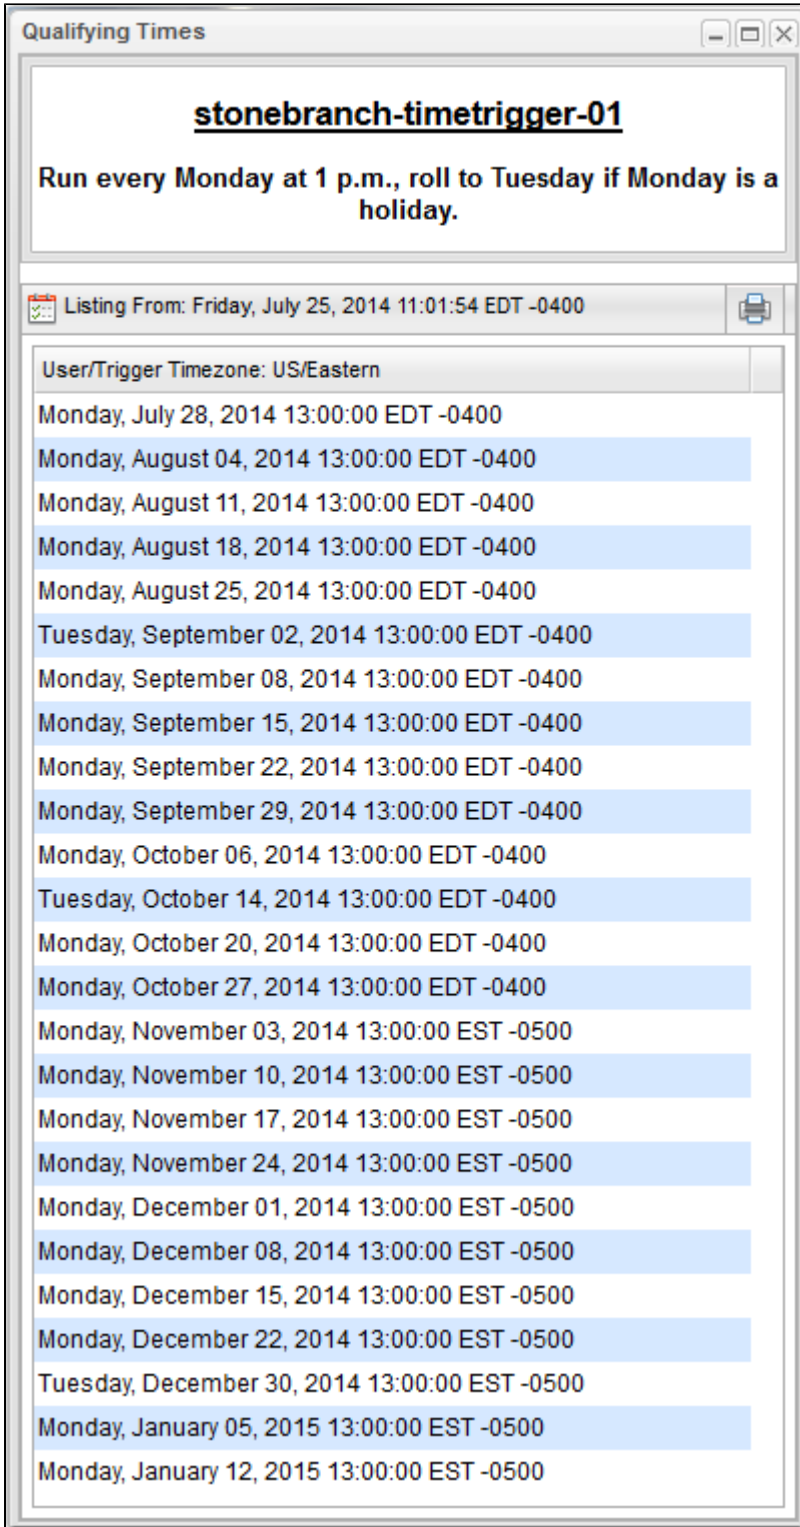 Qualifying Times
stonebranch-timetrigger-01
Run every Monday at 1 p.m., roll to Tuesday if Monday is a
holiday.
Listing From: Friday, July 25, 2014 11:01:54 EDT -0400
User/Trigger Timezone: US/Eastern
Monday, July 28, 2014 13:00:00 EDT -0400
Monday, August 04, 2014 13:00:00 EDT -0400
Monday, August 11, 2014 13:00:00 EDT -0400
Monday, August 18, 2014 13:00:00 EDT -0400
Monday, August 25, 2014 13:00:00 EDT -0400
Tuesday, September 02, 2014 13:00:00 EDT -0400
Monday, September 08, 2014 13:00:00 EDT -0400
Monday, September 15, 2014 13:00:00 EDT -0400
Monday, September 22, 2014 13:00:00 EDT -0400
Monday, September 29, 2014 13:00:00 EDT -0400
Monday, October 06, 2014 13:00:00 EDT -0400
Tuesday, October 14, 2014 13:00:00 EDT -0400
Monday, October 20, 2014 13:00:00 EDT -0400
Monday, October 27, 2014 13:00:00 EDT -0400
Monday, November 03, 2014 13:00:00 EST -0500
Monday, November 10, 2014 13:00:00 EST -0500
Monday, November 17, 2014 13:00:00 EST -0500
Monday, November 24, 2014 13:00:00 EST -0500
Monday, December 01, 2014 13:00:00 EST -0500
Monday, December 08, 2014 13:00:00 EST -0500
Monday, December 15, 2014 13:00:00 EST -0500
Monday, December 22, 2014 13:00:00 EST -0500
Tuesday, December 30, 2014 13:00:00 EST -0500
Monday, January 05, 2015 13:00:00 EST -0500
Monday, January 12, 2015 13:00:00 EST -0500